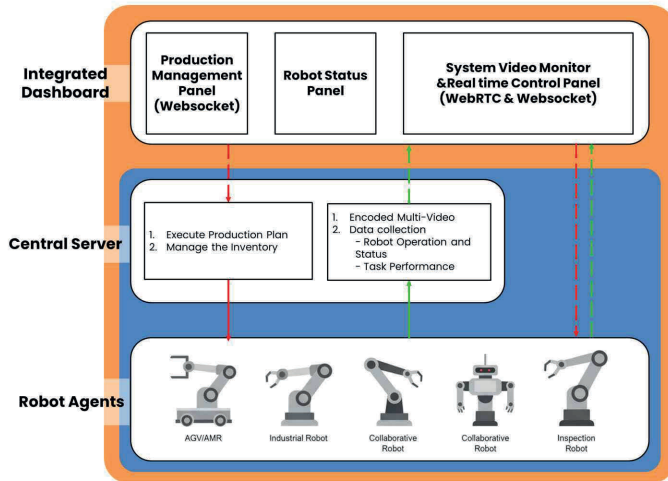 Integrated
Dashboard
Production
Management
Panel
(Websocket)
Robot Status
Panel
System Video Monitor
&Real time Control Panel
(WebRTC & Websocket)
Central Server
1. Execute Production Plan
2. Manage the Inventory
1. Encoded Multi-Video
2. Data collection
- Robot Operation and
Status
- Task Performance
Robot Agents
AGV/AMR
Industrial Robot
Collaborative
Robot
Collaborative
Robot
Inspection
Robot